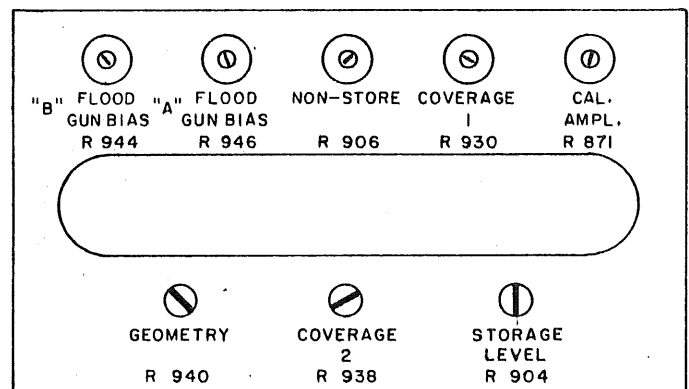 "B" FLOOD "A" FLOOD NON-STORE COVERAGE CAL.
GUN BIAS GUN BIAS 1 AMPL.
R 944 R 946 R 906 R 930 R 871
GEOMETRY COVERAGE STORAGE
2 LEVEL
R 940 R 938 R 904